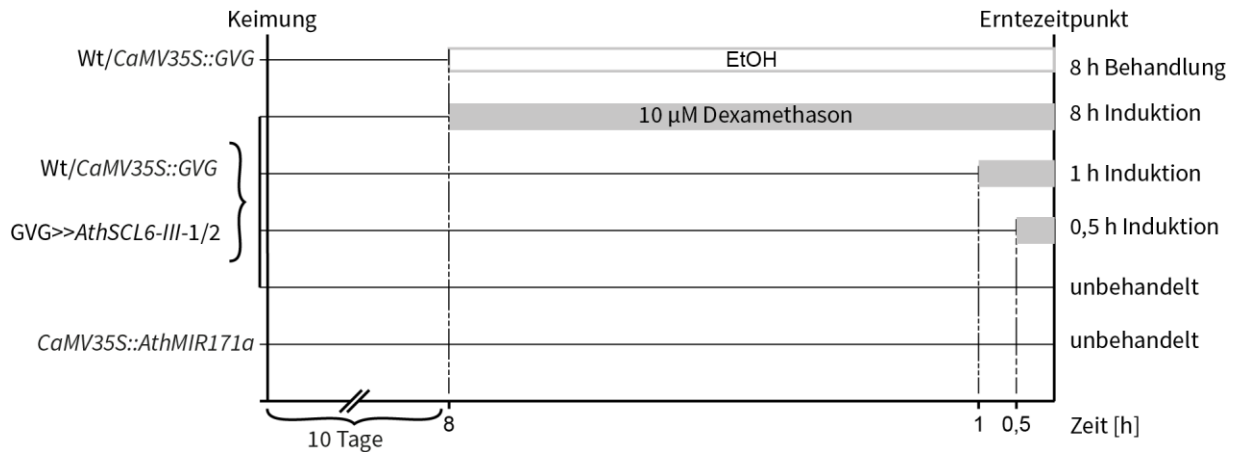 Keimung
Erntezeitpunkt
Wt/CaMV35S::GVG
EtOH
8 h Behandlung
10 µM Dexamethason
8 h Induktion
Wt/CaMV35S::GVG
1 h Induktion
GVG>>AthSCL6-III-1/2
0,5 h Induktion
unbehandelt
CaMV35S::AthMIR171a
unbehandelt
10 Tage
8
1
0,5
Zeit [h]